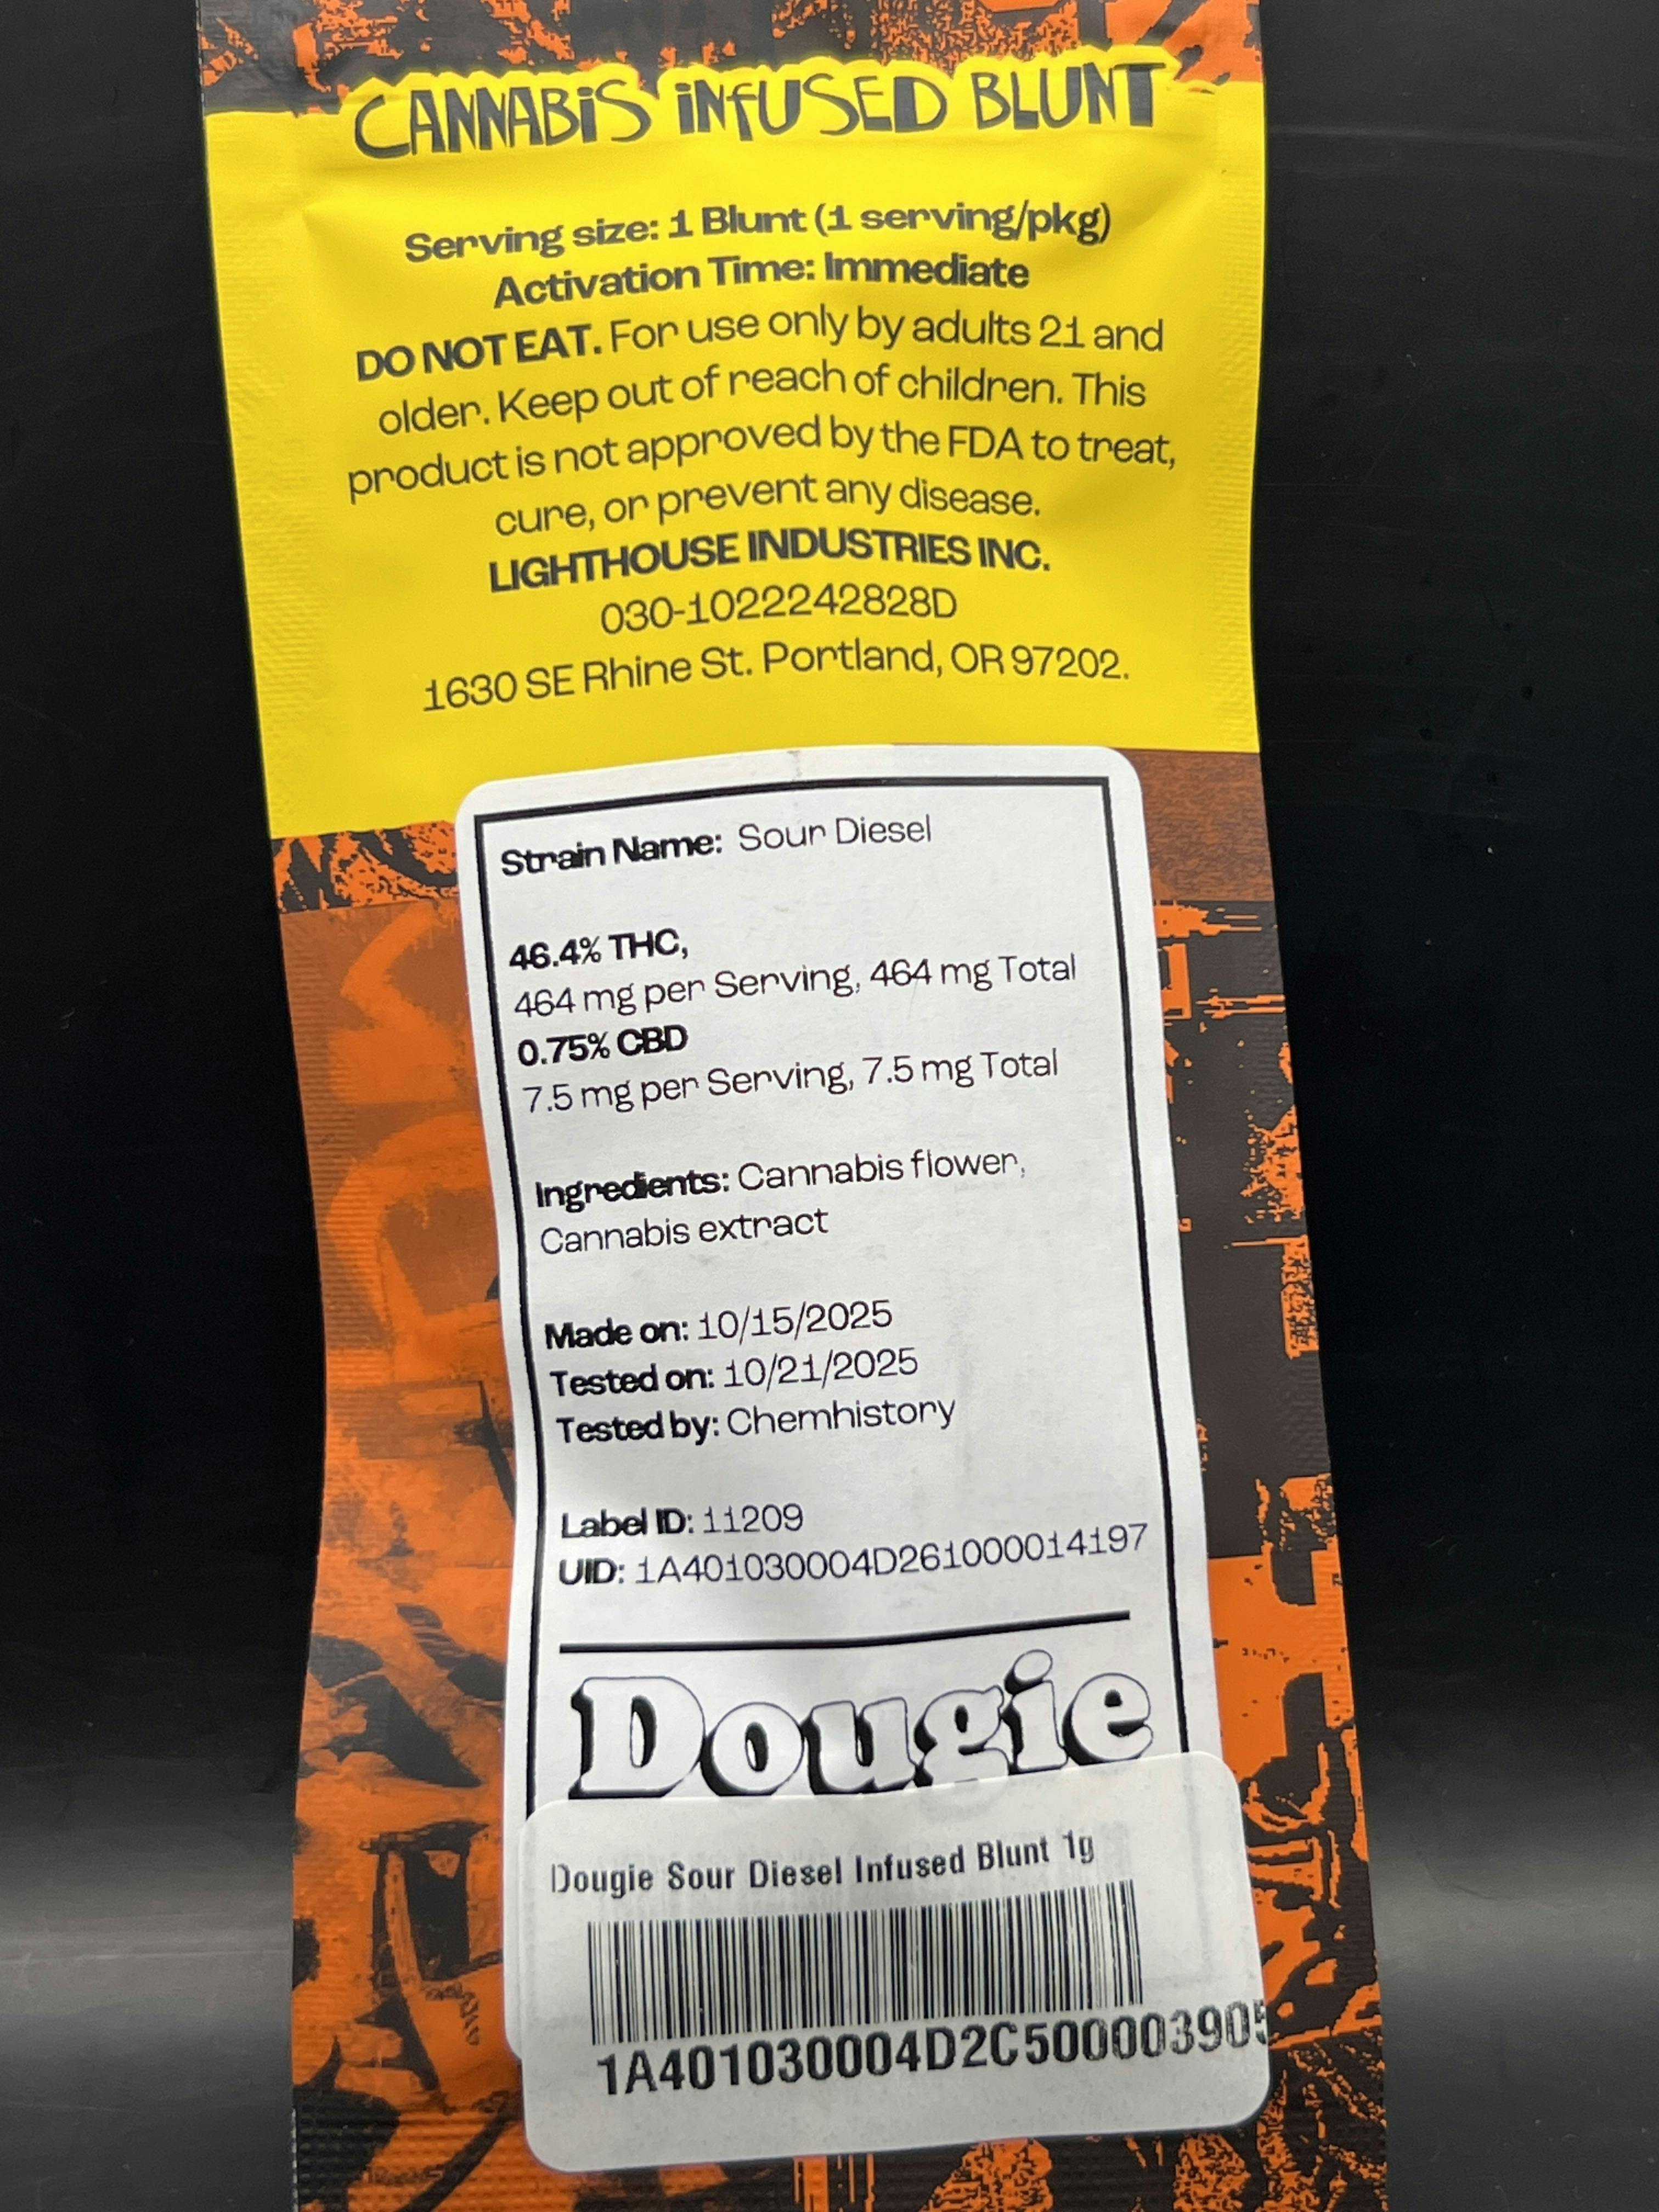 CANNABiS iNfUSED BLUNT
Serving size: 1 Blunt (1 serving/pkg)
Activation Time: Immediate
DO NOT EAT. For use only by adults 21 and
older. Keep out of reach of children. This
product is not approved by the FDA to treat,
cure, or prevent any disease.
LIGHTHOUSE INDUSTRIES INC.
030-1022242828D
1630 SE Rhine St. Portland, OR 97202.
Strain Name: Sour Diesel
46.4% THC,
464 mg per Serving, 464 mg Total
0.75% CBD
7.5 mg per Serving, 7.5 mg Total
Ingredients: Cannabis flower,
Cannabis extract
Made on: 10/15/2025
Tested on: 10/21/2025
Tested by: Chemhistory
Label ID: 11209
UID: 1A401030004D261000014197
Dougie
Dougie Sour Diesel Infused Blunt 1g
1A401030004D2C500003905